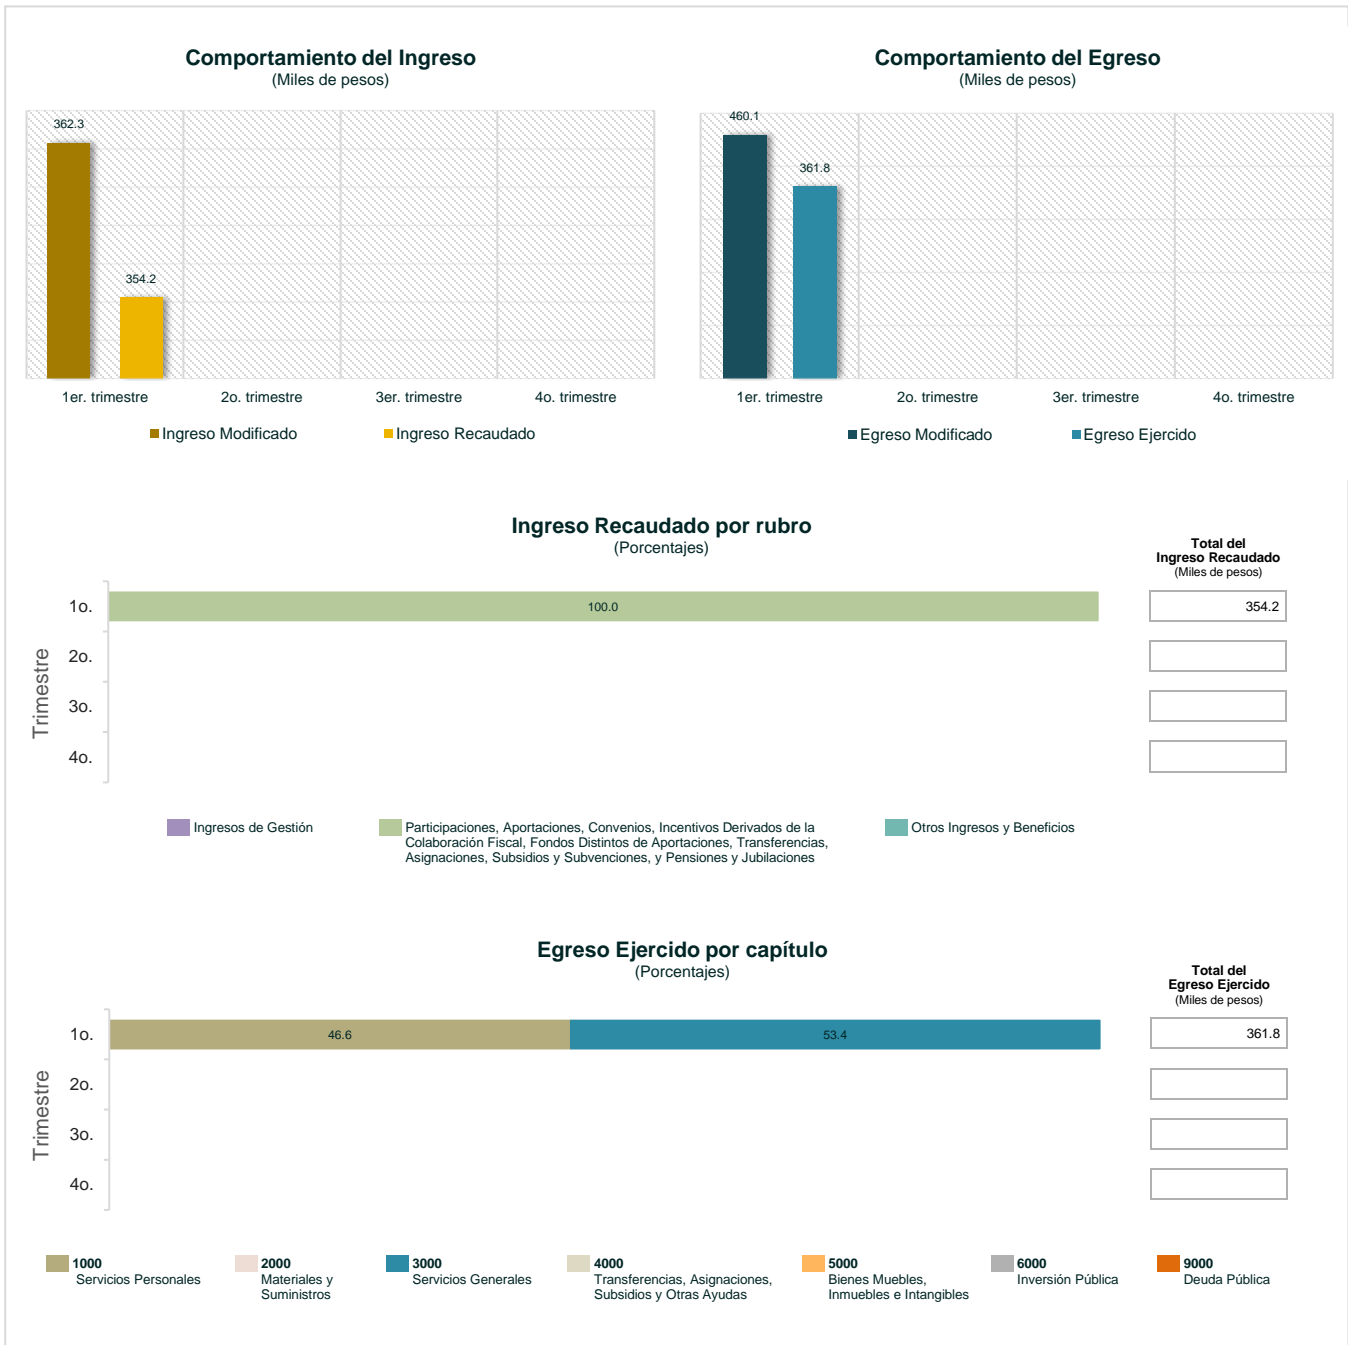 Comportamiento del Ingreso
(Miles de pesos)
362.3
354.2
1er. trimestre
2o. trimestre
3er. trimestre
4o. trimestre
Ingreso Modificado
Ingreso Recaudado
Comportamiento del Egreso
(Miles de pesos)
460.1
361.8
1er. trimestre
2o. trimestre
3er. trimestre
4o. trimestre
Egreso Modificado
Egreso Ejercido
Ingreso Recaudado por rubro
(Porcentajes)
Total del
Ingreso Recaudado
(Miles de pesos)
Trimestre
1o.
100.0
354.2
2o.
3o.
4o.
Ingresos de Gestión
Participaciones, Aportaciones, Convenios, Incentivos Derivados de la
Colaboración Fiscal, Fondos Distintos de Aportaciones, Transferencias,
Asignaciones, Subsidios y Subvenciones, y Pensiones y Jubilaciones
Otros Ingresos y Beneficios
Egreso Ejercido por capítulo
(Porcentajes)
Total del
Egreso Ejercido
(Miles de pesos)
Trimestre
1o.
46.6
53.4
361.8
2o.
3o.
4o.
1000
Servicios Personales
2000
Materiales y
Suministros
3000
Servicios Generales
4000
Transferencias, Asignaciones,
Subsidios y Otras Ayudas
5000
Bienes Muebles,
Inmuebles e Intangibles
6000
Inversión Pública
9000
Deuda Pública